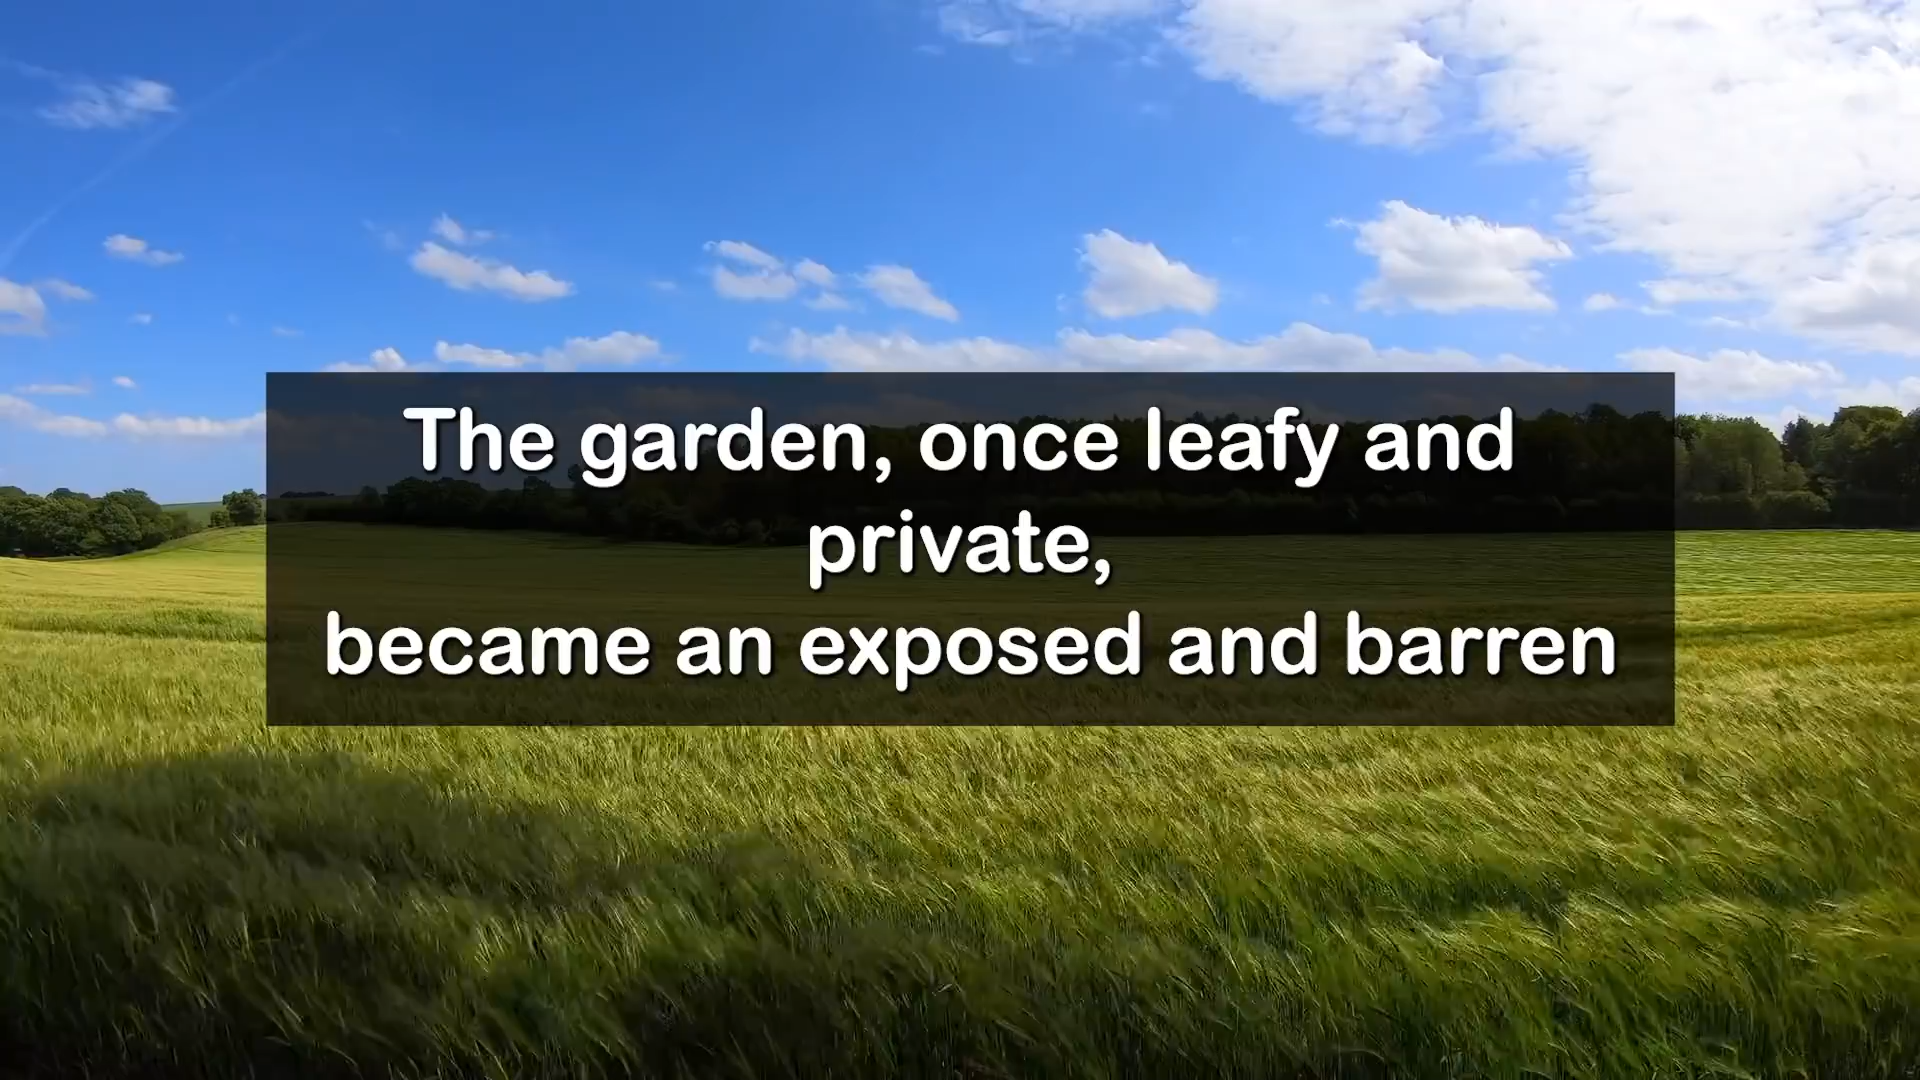 The garden, once leafy and
private,
became an exposed and barren